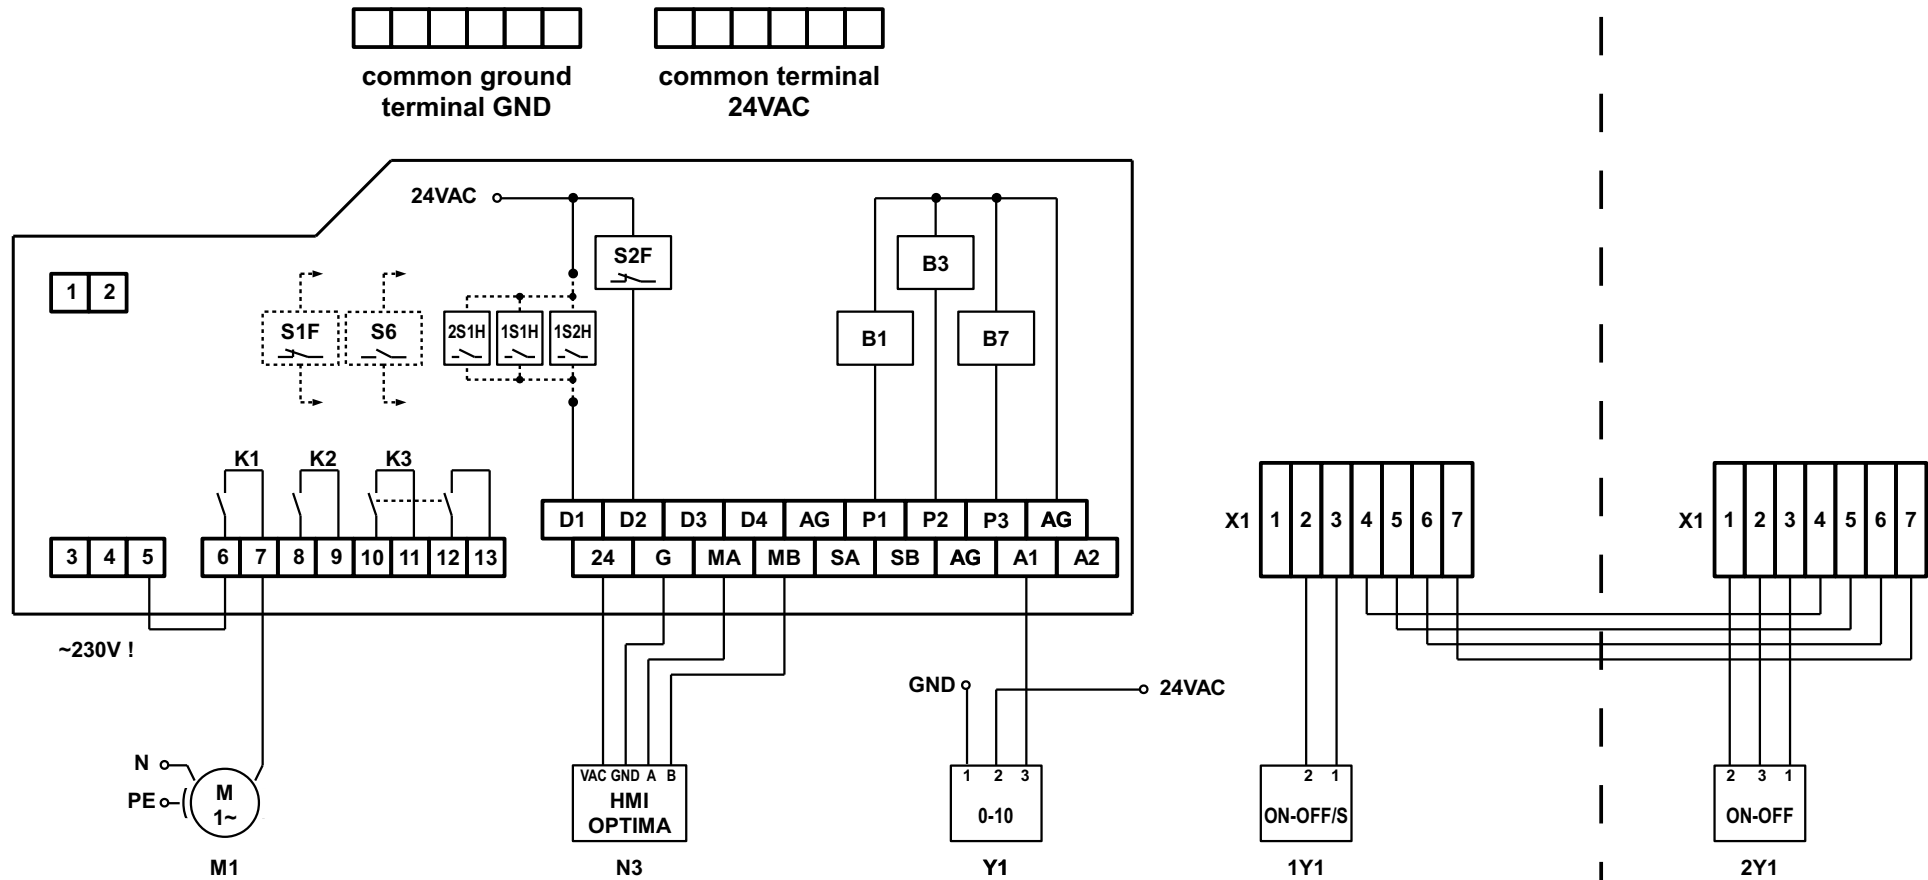 common ground
terminal GND
common terminal
24VAC
24VAC
S2F
B3
1 2
S1F
S6
2S1H
1S1H
1S2H
B1
B7
K1
K2
K3
D1 D2 D3 D4 AG P1 P2 P3 AG
X1 1 2 3 4 5 6 7
X1 1 2 3 4 5 6 7
3 4 5
6 7 8 9 10 11 12 13
24 G MA MB SA SB AG A1 A2
~230V !
GND
24VAC
N
PE
M
1~
M1
VAC GND A B
HMI
OPTIMA
N3
1 2 3
0-10
Y1
2 1
ON-OFF/S
1Y1
2 3 1
ON-OFF
2Y1